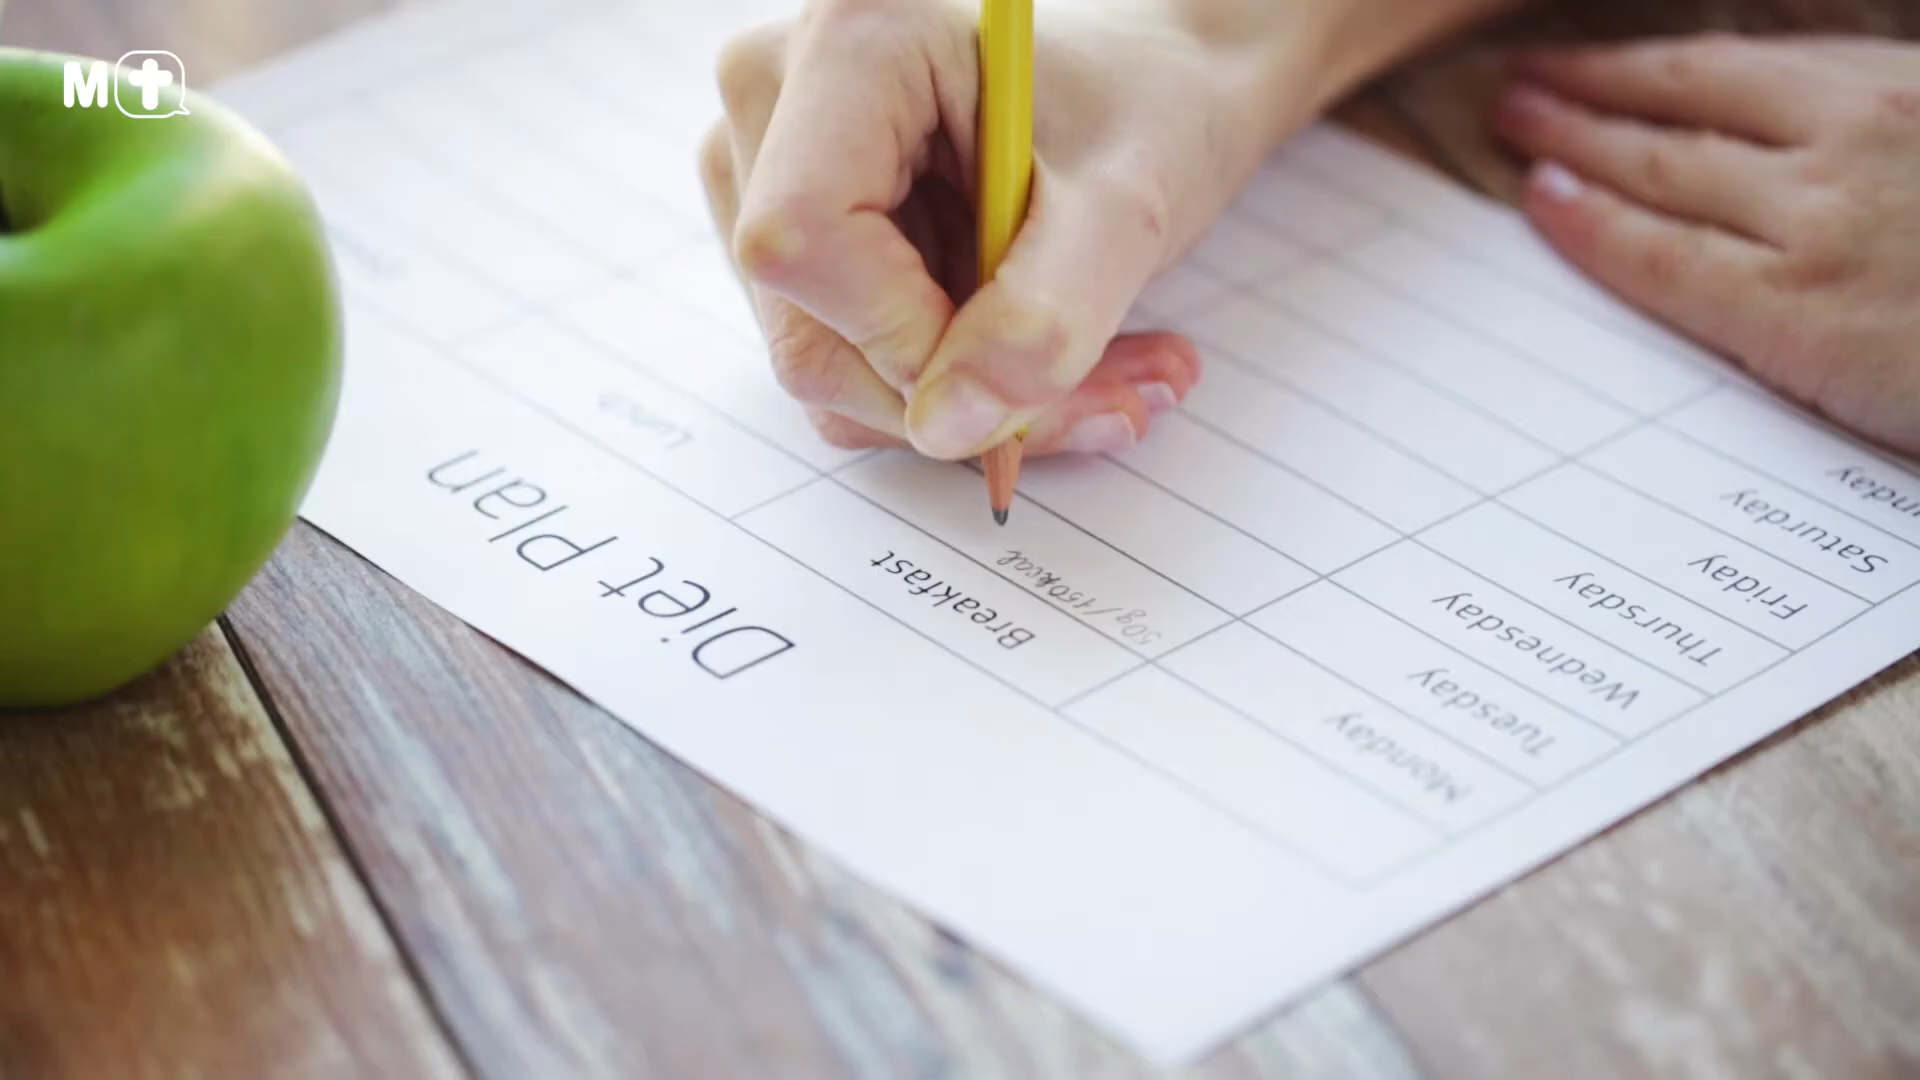 M+
Diet Plan
Breakfast
Lunch
Monday
50g/150kcal
Tuesday
Wednesday
Thursday
Friday
Saturday